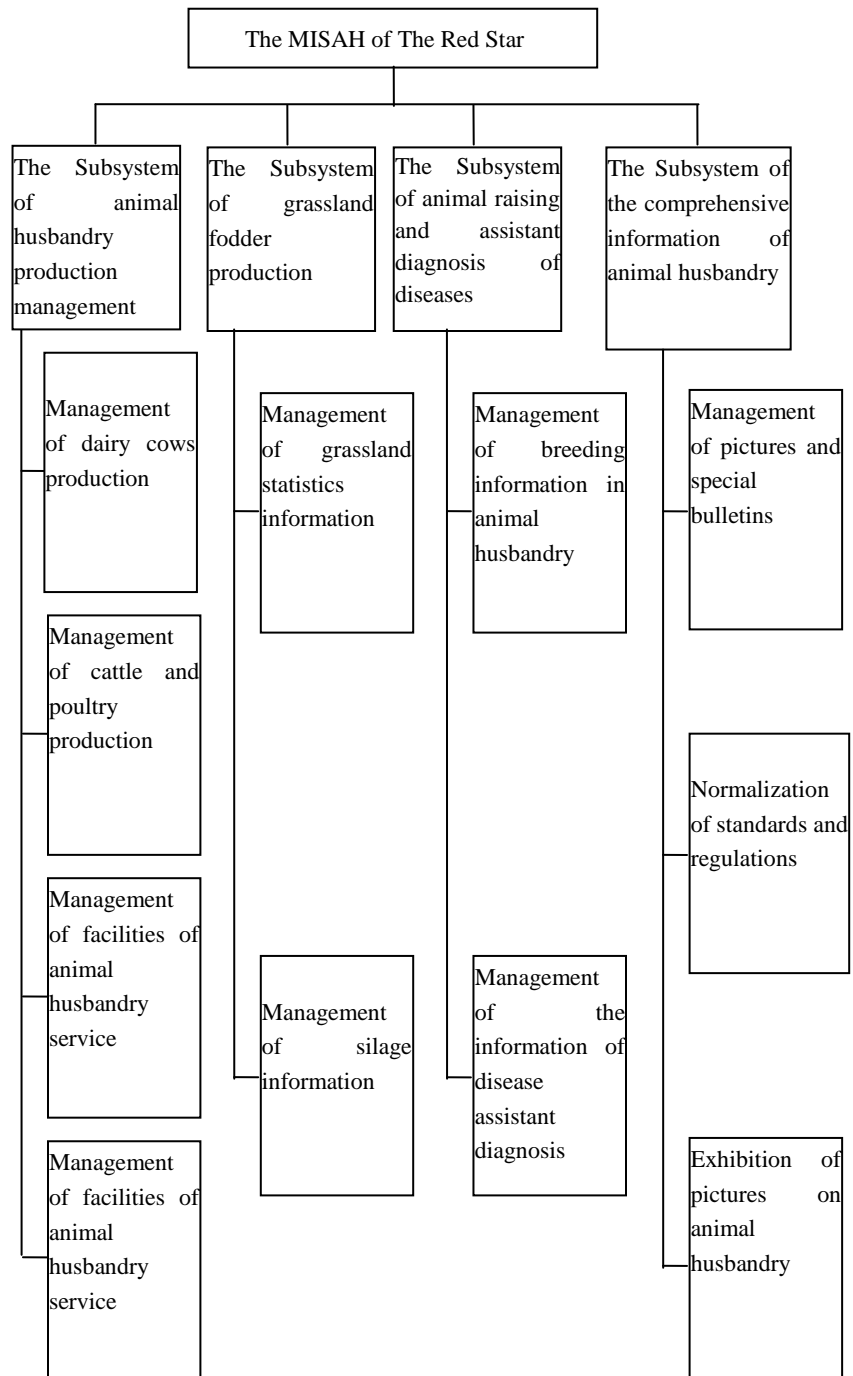 The MISAH of The Red Star
The Subsystem
of animal
husbandry
production
management
The Subsystem
of grassland
fodder
production
The Subsystem
of animal raising
and assistant
diagnosis of
diseases
The Subsystem of
the comprehensive
information of
animal husbandry
Management
of dairy cows
production
Management
of cattle and
poultry
production
Management
of facilities of
animal
husbandry
service
Management
of facilities of
animal
husbandry
service
Management
of grassland
statistics
information
Management
of silage
information
Management
of breeding
information in
animal
husbandry
Management
of the
information of
disease
assistant
diagnosis
Management
of pictures and
special
bulletins
Normalization
of standards and
regulations
Exhibition of
pictures on
animal
husbandry